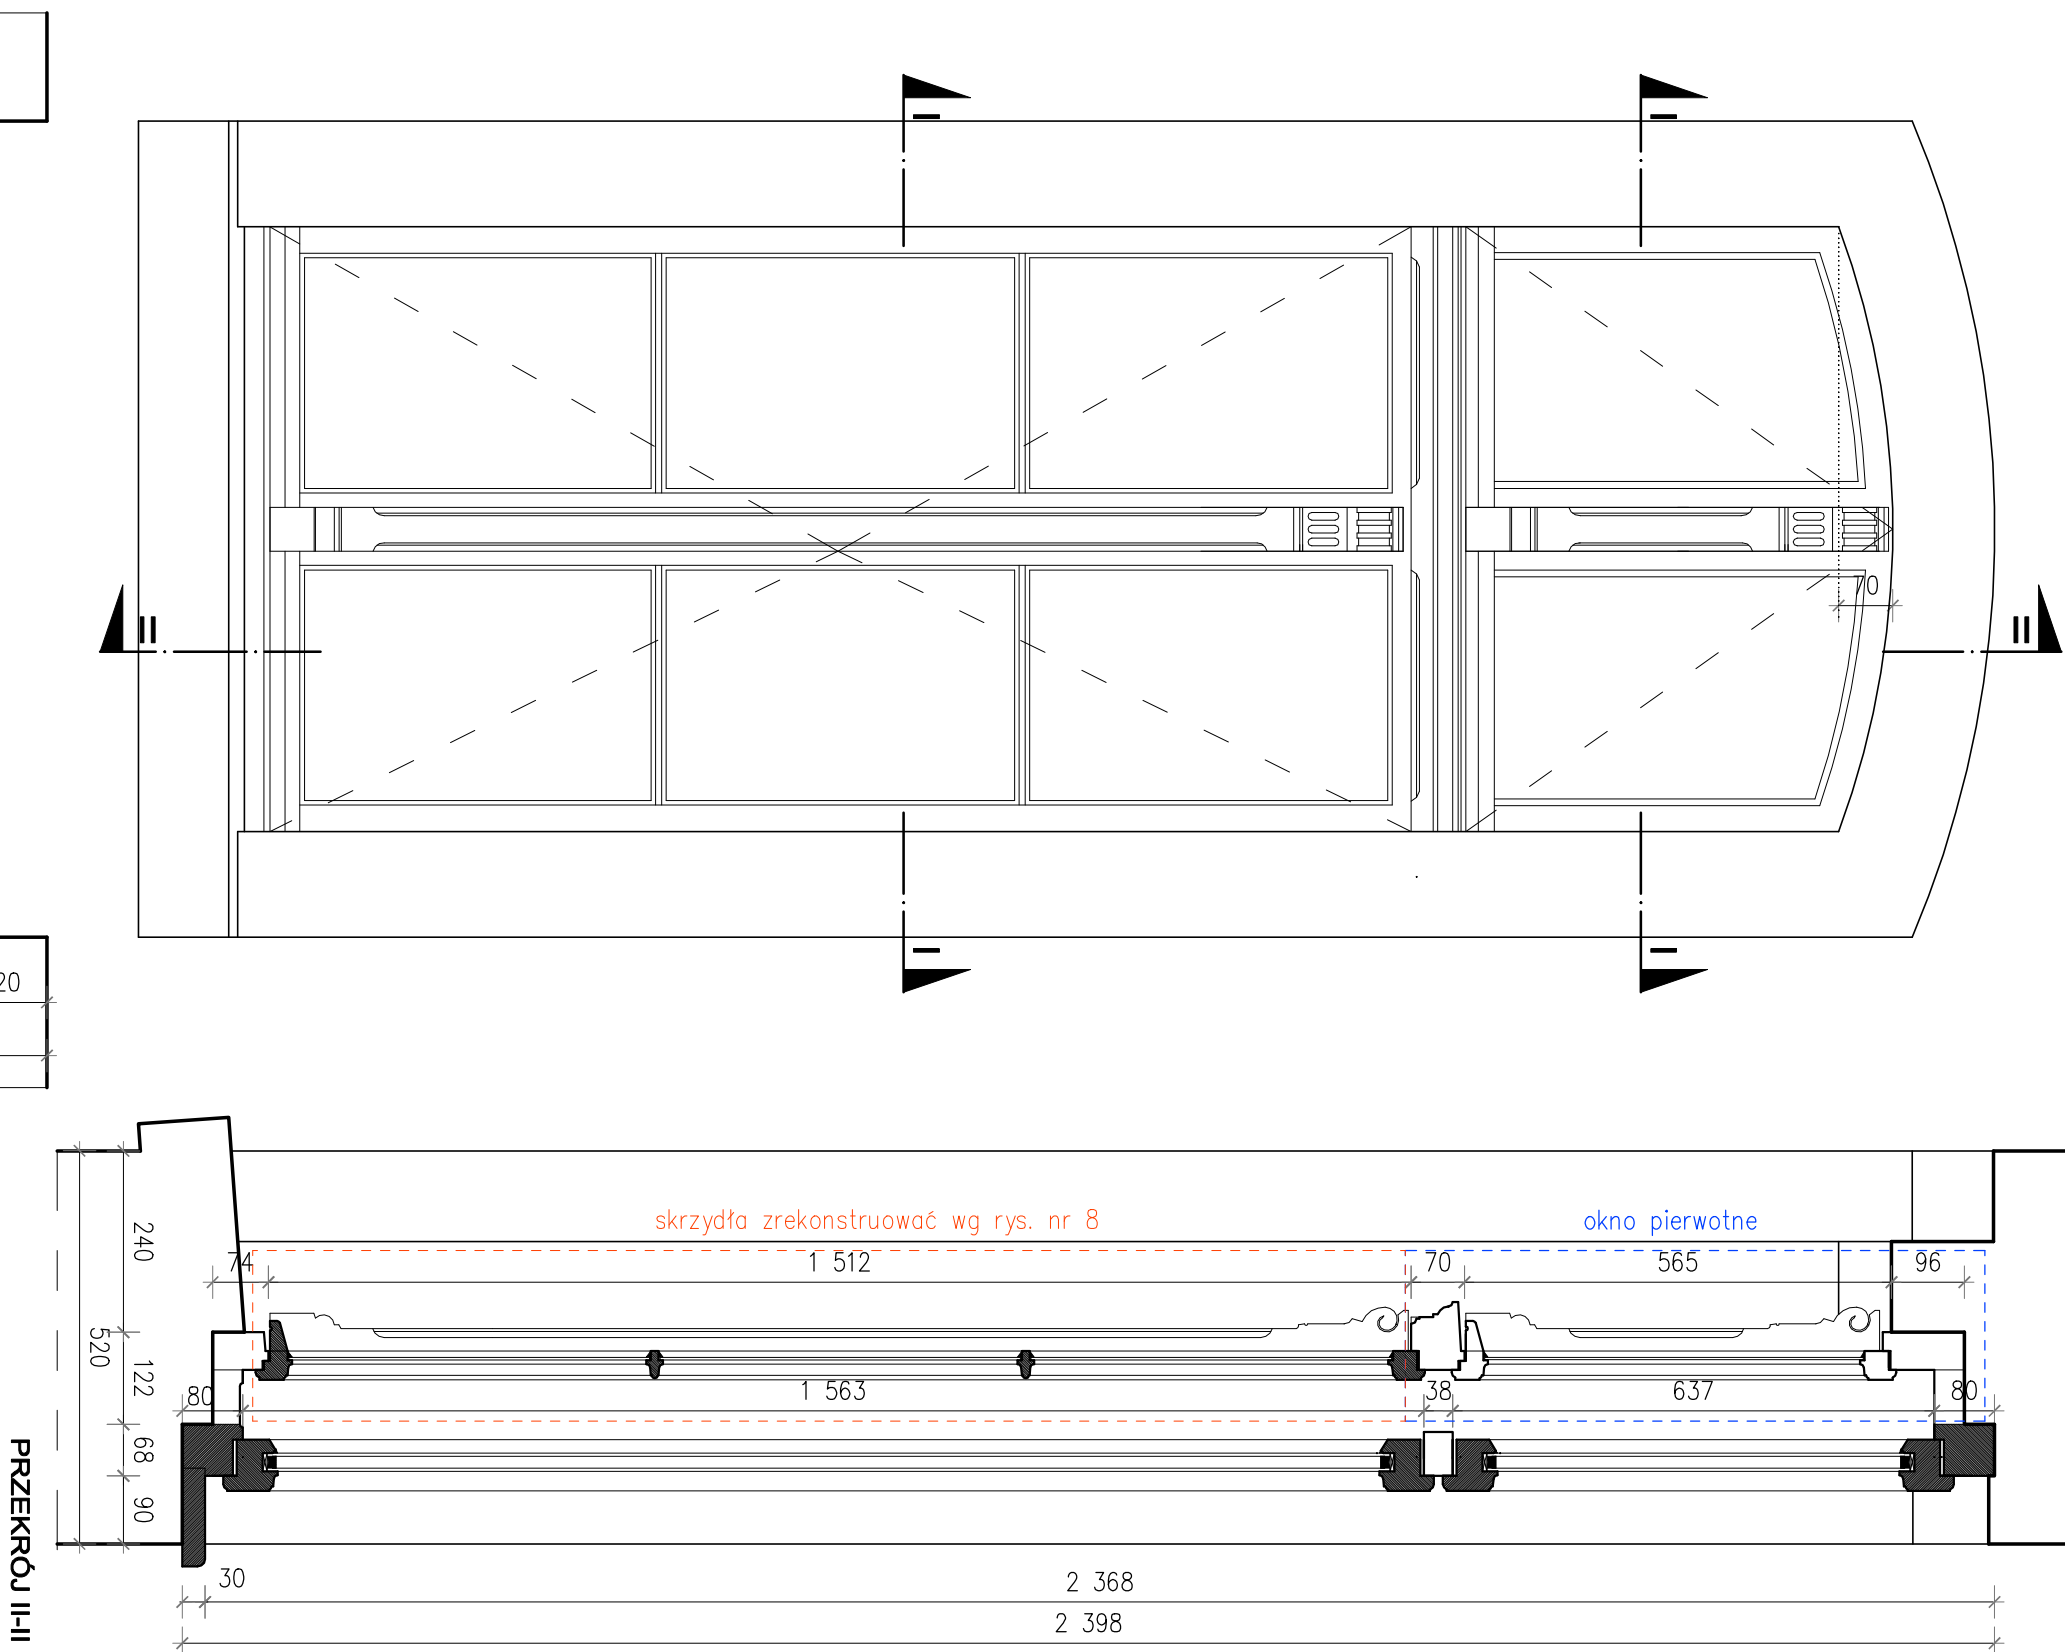 I
I
70
II
II
I
I
20
skrzydła zrekonstruować wg rys. nr 8
okno pierwotne
240
74
1 512
70
565
96
520
122
80
1 563
38
637
80
68
90
PRZEKRÓJ II-II
30
2 368
2 398